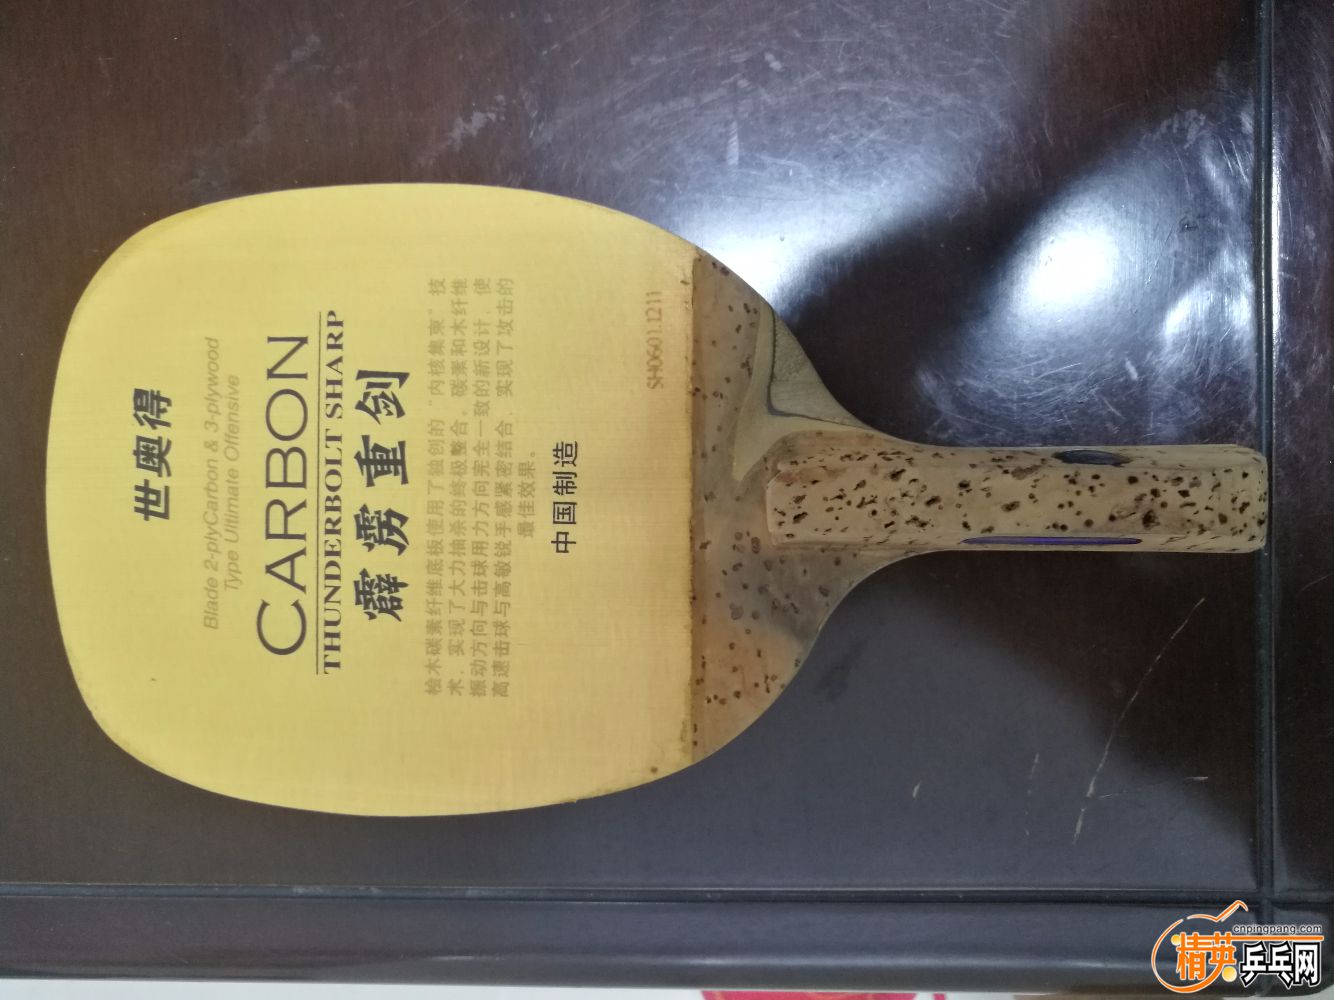 世奥得
Blade 2-plyCarbon & 3-plywood
Type Ultimate Offensive
CARBON
THUNDERBOLT SHARP
霹雳重剑
桧木碳素纤维底板使用了独创的“内核集束”技
术，实现了大力抽杀的终极整合。碳素和木纤维
振动方向与击球用力方向完全一致的新设计，使
高速击球与高敏锐手感紧密结合，实现了攻击的
最佳效果。
中国制造
SH0601.1211
cnpingpang.com
精英乒乓网